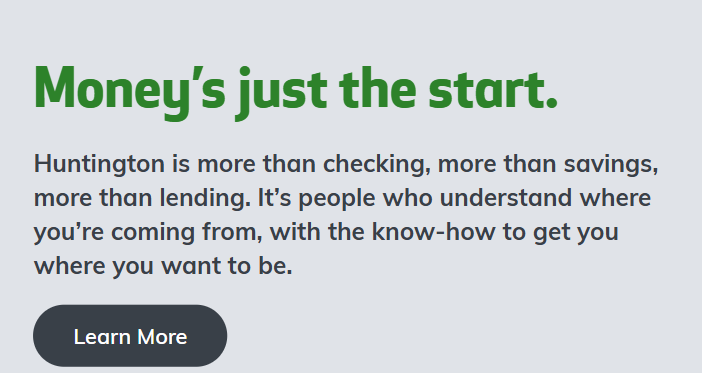 Money’s just the start.
Huntington is more than checking, more than savings,
more than lending. It’s people who understand where
you’re coming from, with the know-how to get you
where you want to be.
Learn More